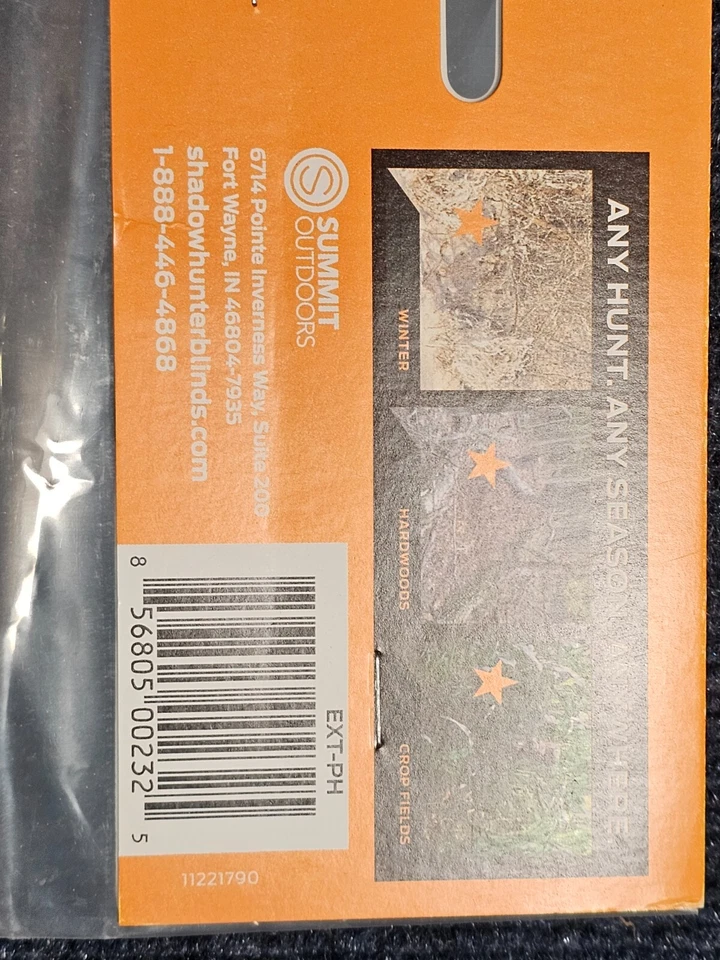 ANY HUNT. ANY SEASON. ANYWHERE.
WINTER
HARDWOODS
CROP FIELDS
SUMMIT
OUTDOORS
6714 Pointe Inverness Way, Suite 200
Fort Wayne, IN 46804-7935
shadowhunterblinds.com
1-888-446-4868
EXT-PH
8 56805 00232 5
11221790